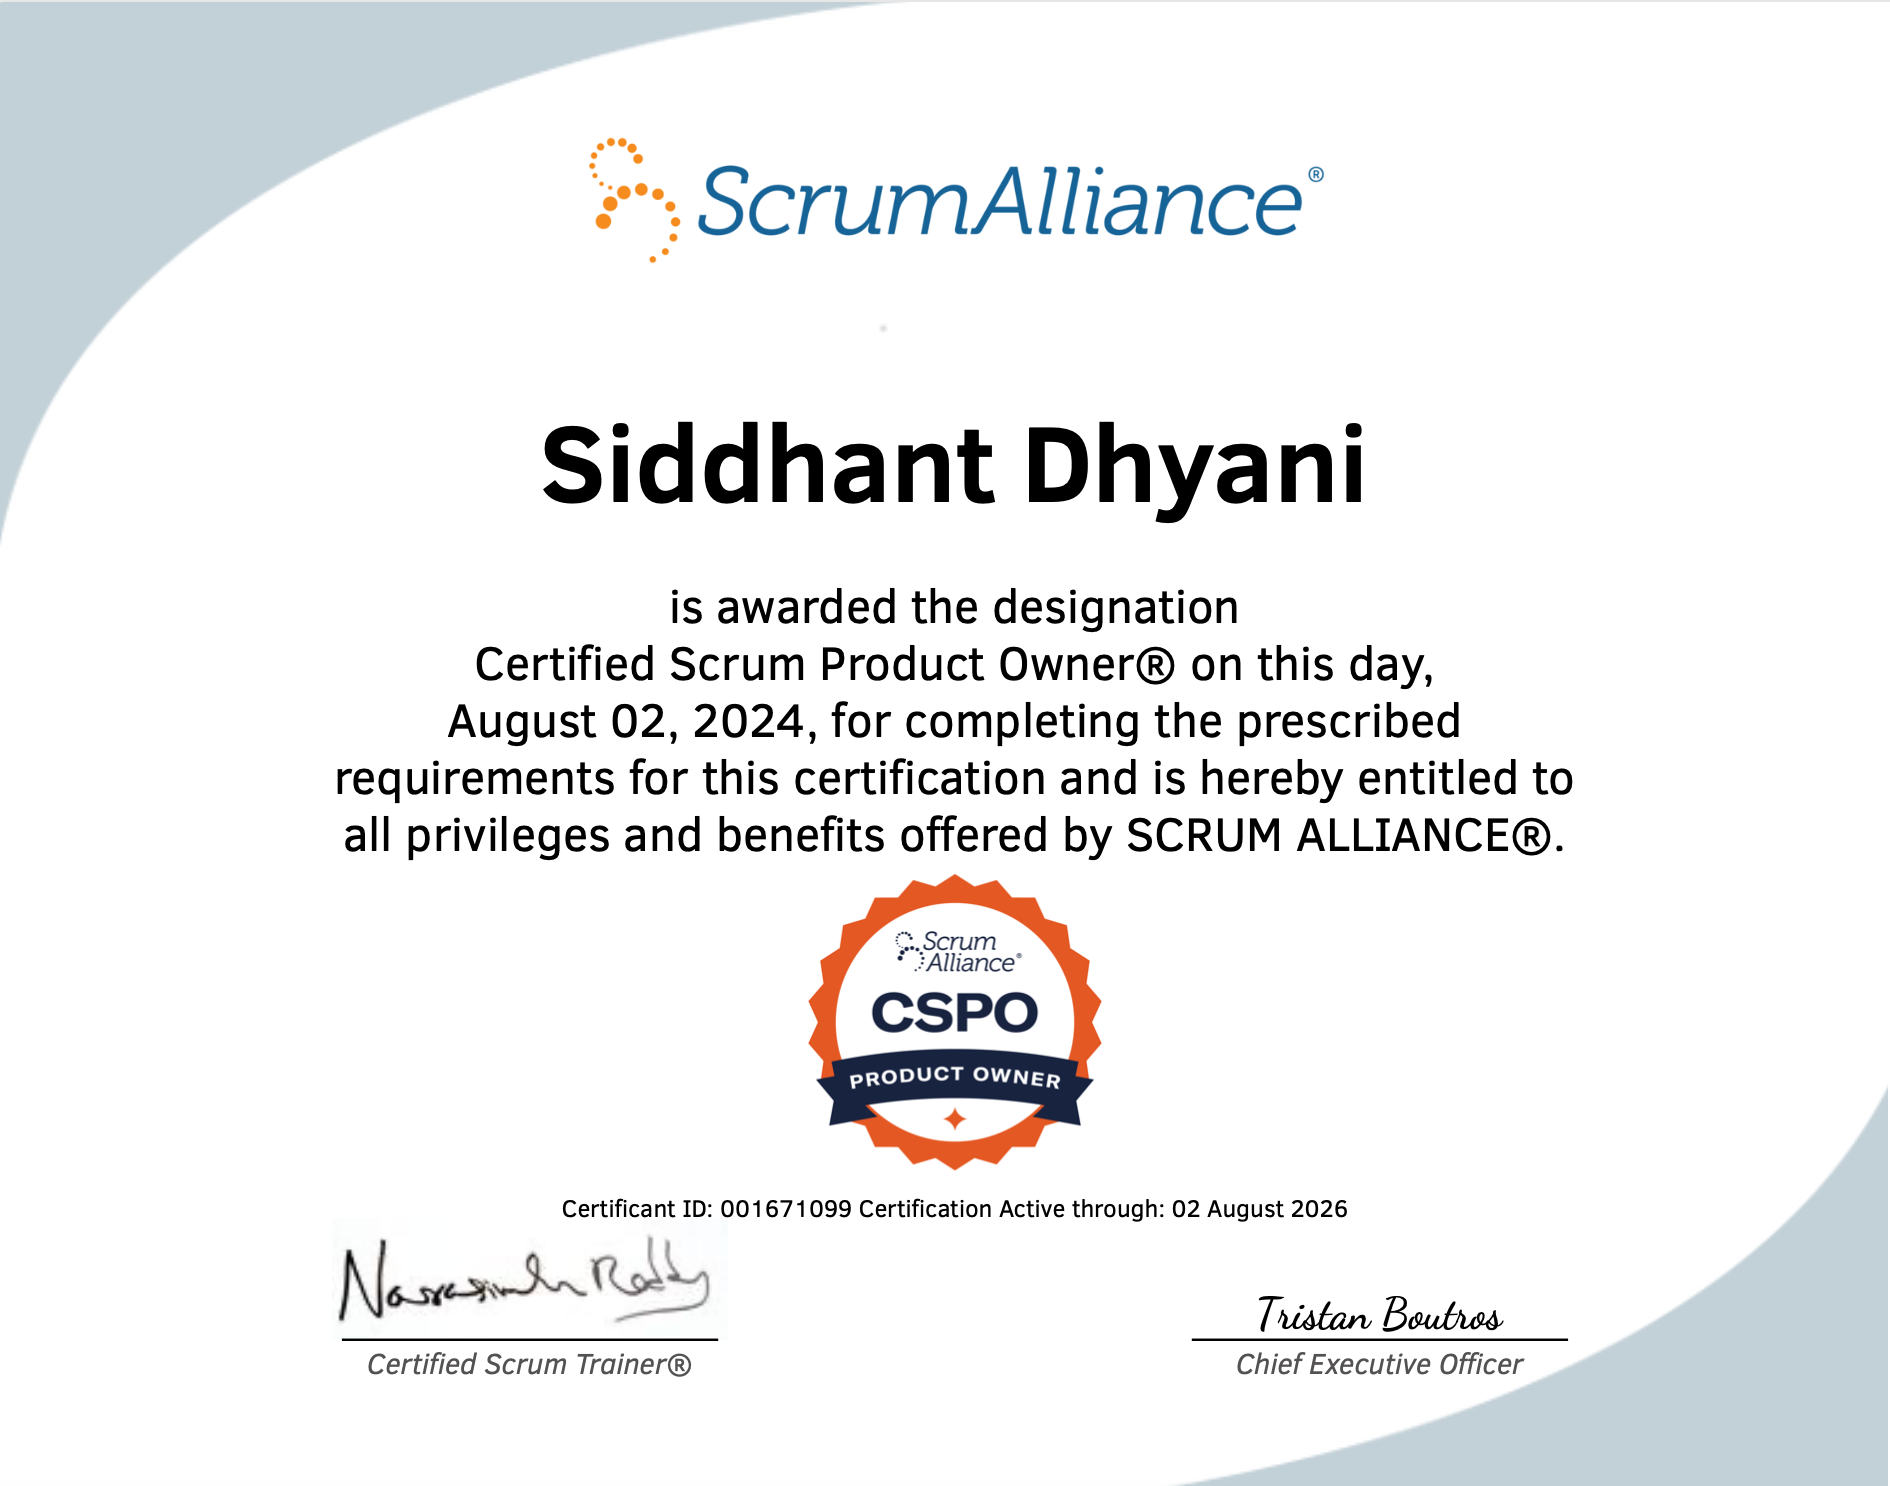 ScrumAlliance®
Siddhant Dhyani
is awarded the designation
Certified Scrum Product Owner® on this day,
August 02, 2024, for completing the prescribed
requirements for this certification and is hereby entitled to
all privileges and benefits offered by SCRUM ALLIANCE®.
Scrum
Alliance®
CSPO
PRODUCT OWNER
Certificant ID: 001671099 Certification Active through: 02 August 2026
Reddy
Tristan Boutros
Certified Scrum Trainer®
Chief Executive Officer